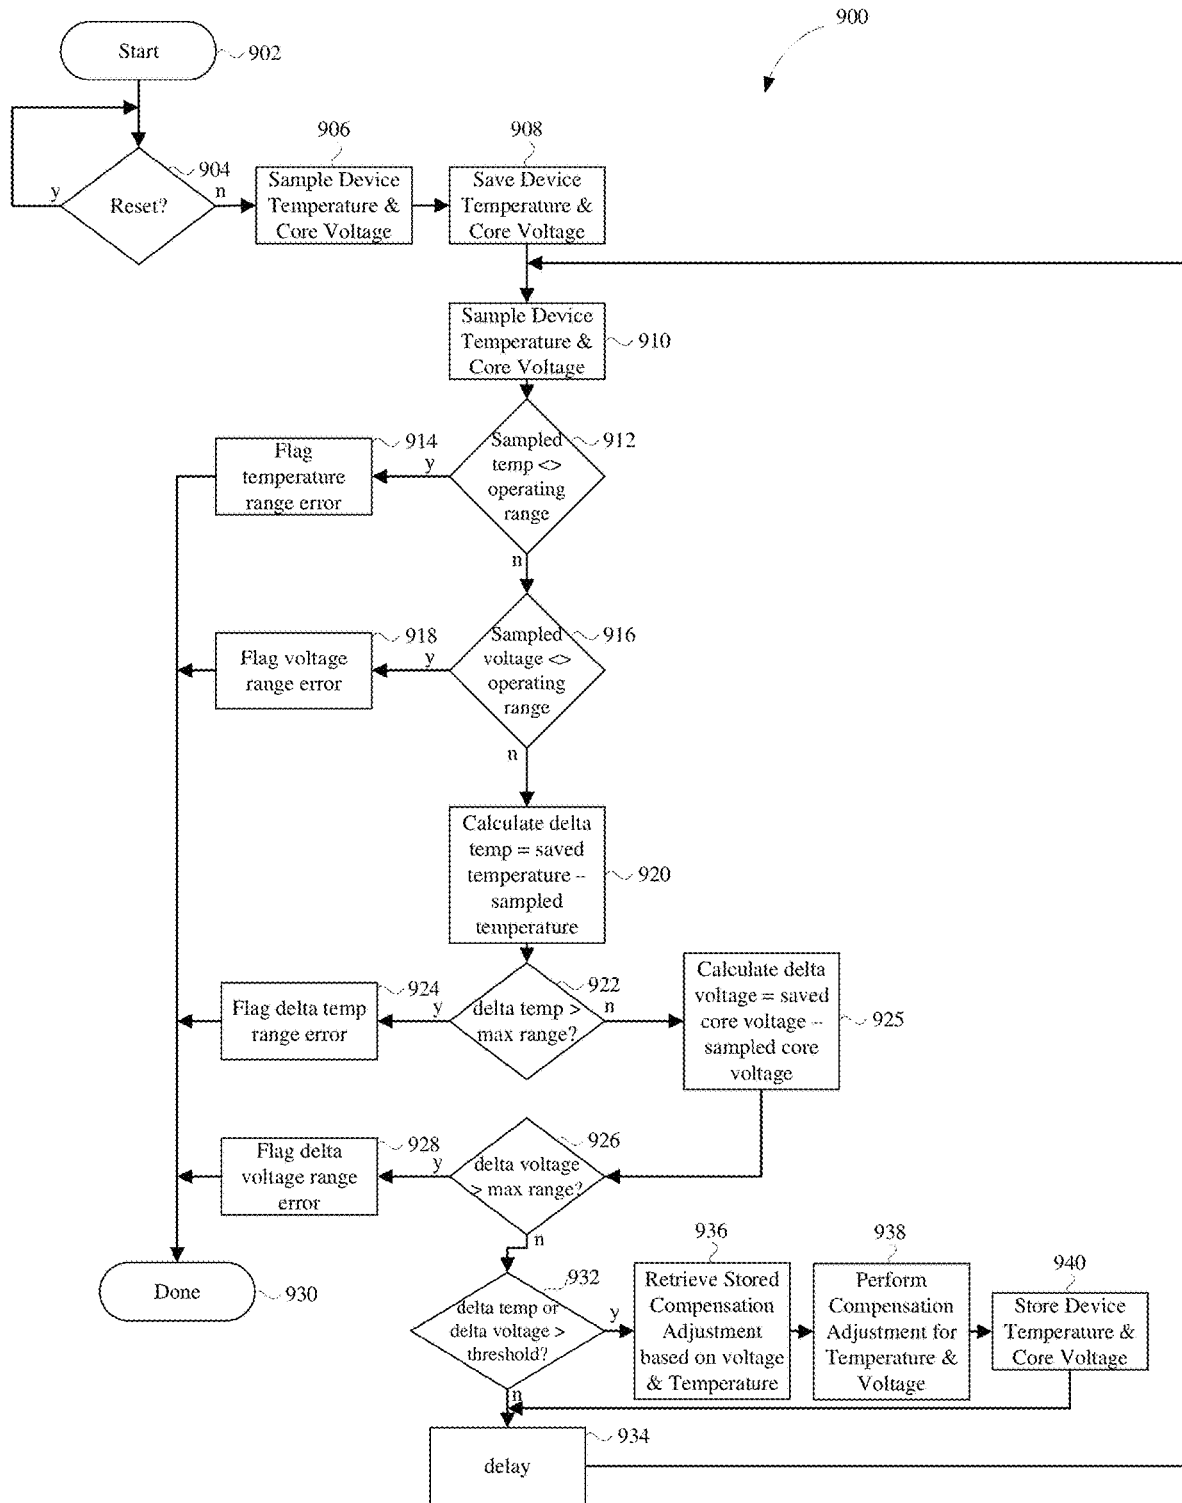 900
Start
902
904
y
Reset?
n
906
Sample Device
Temperature &
Core Voltage
908
Save Device
Temperature &
Core Voltage
Sample Device
Temperature &
Core Voltage
910
912
Sampled
temp <>
operating
range
y
n
914
Flag
temperature
range error
916
Sampled
voltage <>
operating
range
y
n
918
Flag voltage
range error
Calculate delta
temp = saved
temperature –
sampled
temperature
920
922
delta temp >
max range?
y
n
924
Flag delta temp
range error
Calculate delta
voltage = saved
core voltage –
sampled core
voltage
925
926
delta voltage
> max range?
y
n
928
Flag delta
voltage range
error
Done
930
932
delta temp or
delta voltage >
threshold?
y
n
936
Retrieve Stored
Compensation
Adjustment
based on voltage
& Temperature
938
Perform
Compensation
Adjustment for
Temperature &
Voltage
940
Store Device
Temperature &
Core Voltage
934
delay